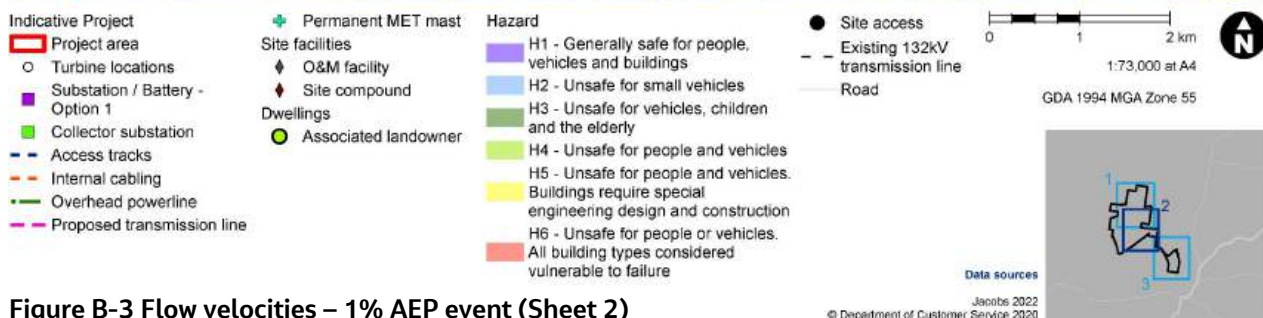 Indicative Project
Project area
Turbine locations
Substation / Battery -
Option 1
Collector substation
Access tracks
Internal cabling
Overhead powerline
Proposed transmission line
Permanent MET mast
Site facilities
O&M facility
Site compound
Dwellings
Associated landowner
Hazard
H1 - Generally safe for people,
vehicles and buildings
H2 - Unsafe for small vehicles
H3 - Unsafe for vehicles, children
and the elderly
H4 - Unsafe for people and vehicles
H5 - Unsafe for people and vehicles.
Buildings require special
engineering design and construction
H6 - Unsafe for people or vehicles.
All building types considered
vulnerable to failure
Site access
Existing 132kV
transmission line
Road
0 1 2 km
1:73,000 at A4
GDA 1994 MGA Zone 55
N
1
2
3
Data sources
Jacobs 2022
© Department of Customer Service 2020
Figure B-3 Flow velocities – 1% AEP event (Sheet 2)